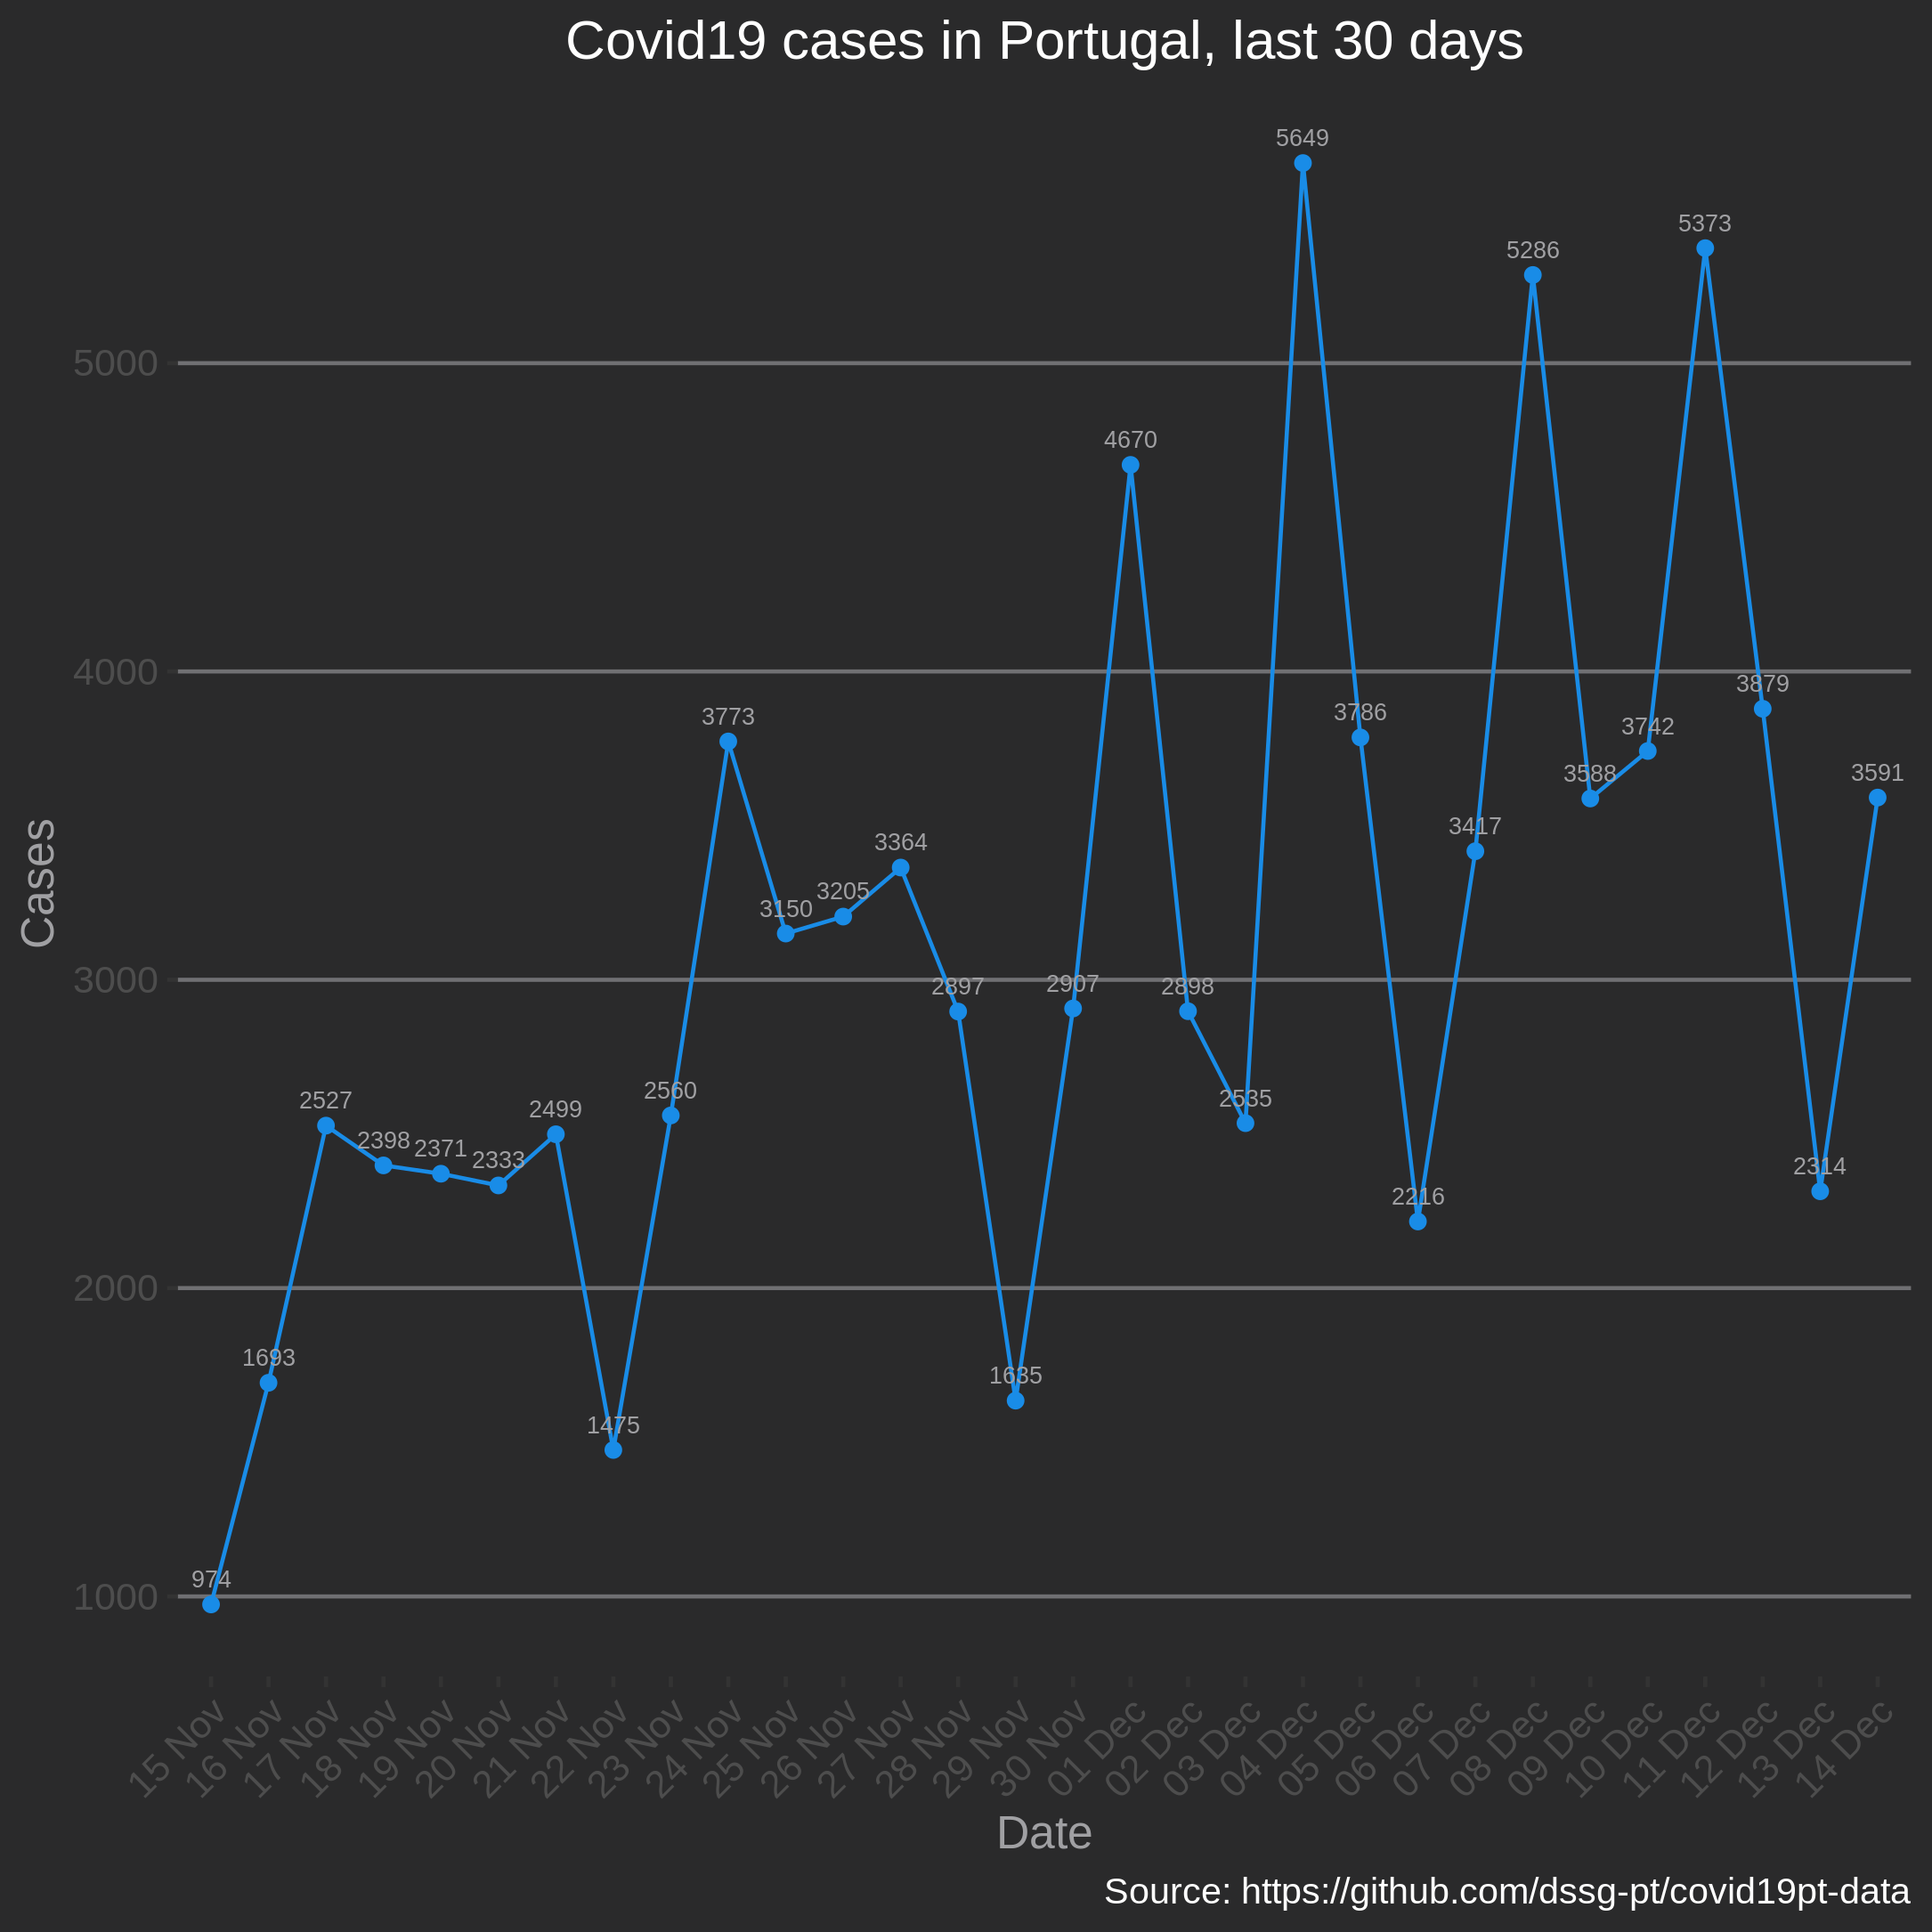 Covid19 cases in Portugal, last 30 days
5649
5373
5286
5000
4670
4000
3879
3786
3773
3742
3591
3588
3417
3364
3205
3150
Cases
3000
2907
2897
2898
2560
2535
2527
2499
2398
2371
2333
2314
2216
2000
1693
1635
1475
1000
974
15 Nov
16 Nov
17 Nov
18 Nov
19 Nov
20 Nov
21 Nov
22 Nov
23 Nov
24 Nov
25 Nov
26 Nov
27 Nov
28 Nov
29 Nov
30 Nov
01 Dec
02 Dec
03 Dec
04 Dec
05 Dec
06 Dec
07 Dec
08 Dec
09 Dec
10 Dec
11 Dec
12 Dec
13 Dec
14 Dec
Date
Source: https://github.com/dssg-pt/covid19pt-data